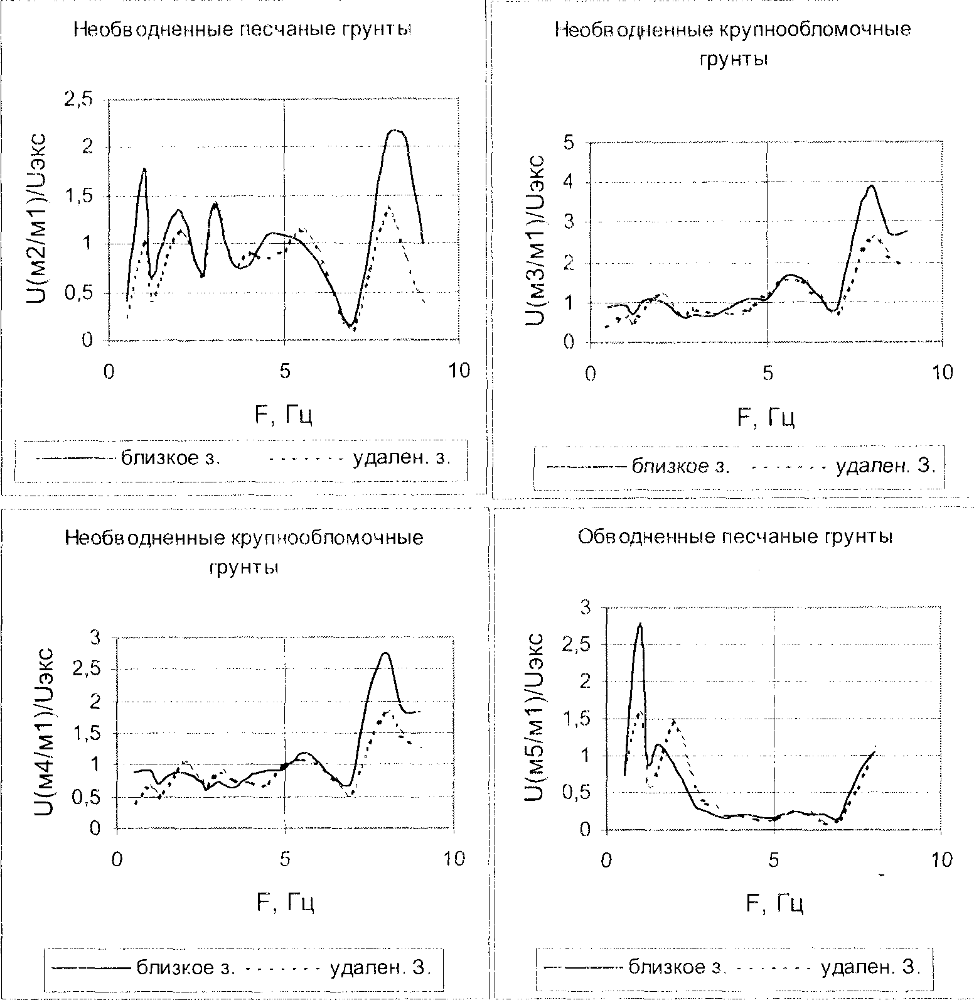 Необводненные песчаные грунты
2,5
2
1,5
1
0,5
0
0
5
10
U(м2/м1)/Uэкс
F, Гц
близкое з.
удален. з.
Необводненные крупнообломочные
грунты
5
4
3
2
1
0
0
5
10
U(м3/м1)/Uэкс
F, Гц
близкое з.
удален. З.
Необводненные крупнообломочные
грунты
3
2,5
2
1,5
1
0,5
0
0
5
10
U(м4/м1)/Uэкс
F, Гц
близкое з.
удален. З.
Обводненные песчаные грунты
3
2,5
2
1,5
1
0,5
0
0
5
10
U(м5/м1)/Uэкс
F, Гц
близкое з.
удален. З.